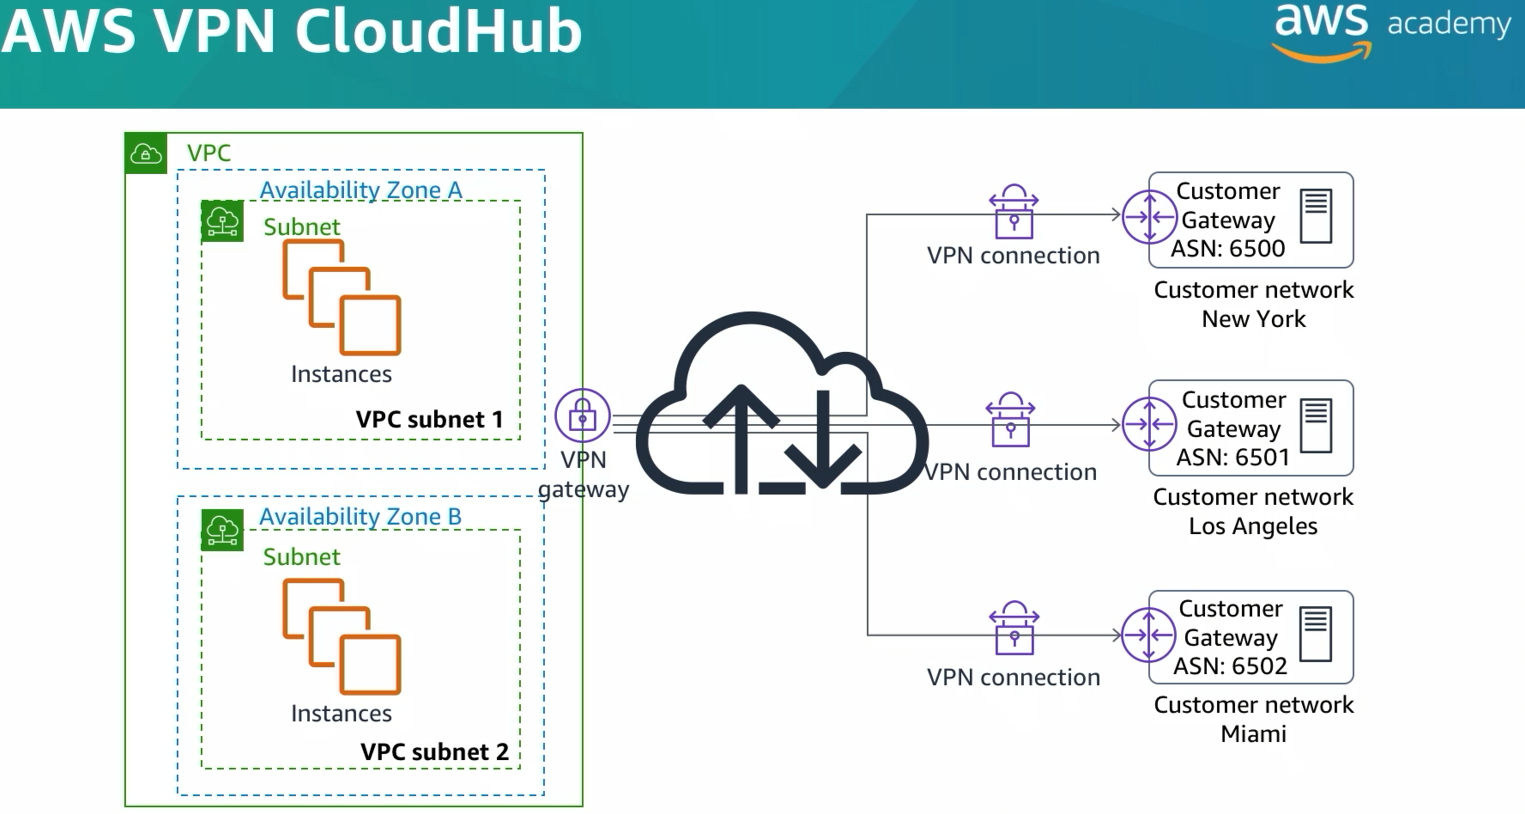 AWS VPN CloudHub
aws academy
VPC
Availability Zone A
Subnet
Instances
VPC subnet 1
VPN
gateway
Availability Zone B
Subnet
Instances
VPC subnet 2
VPN connection
Customer
Gateway
ASN: 6500
Customer network
New York
VPN connection
Customer
Gateway
ASN: 6501
Customer network
Los Angeles
VPN connection
Customer
Gateway
ASN: 6502
Customer network
Miami